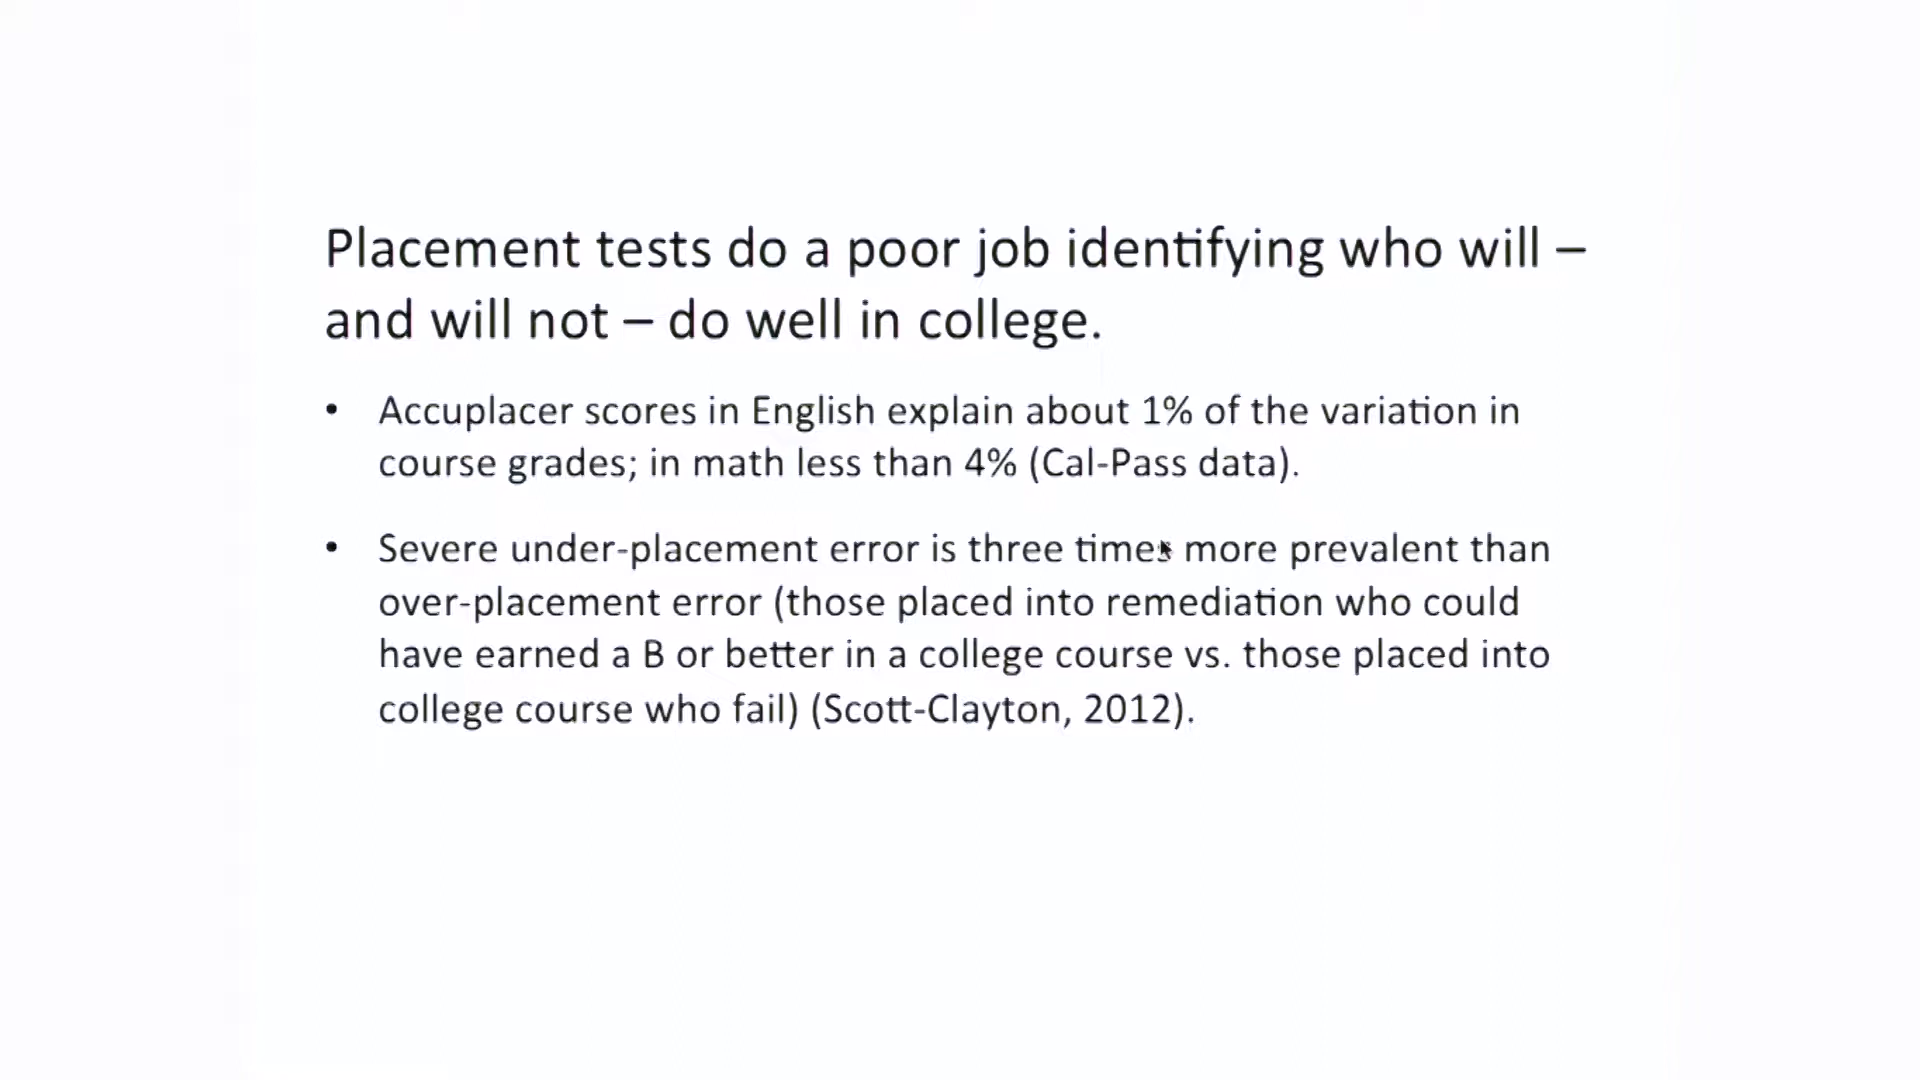 Placement tests do a poor job identifying who will –
and will not – do well in college.
• Accuplacer scores in English explain about 1% of the variation in
course grades; in math less than 4% (Cal-Pass data).
• Severe under-placement error is three times more prevalent than
over-placement error (those placed into remediation who could
have earned a B or better in a college course vs. those placed into
college course who fail) (Scott-Clayton, 2012).